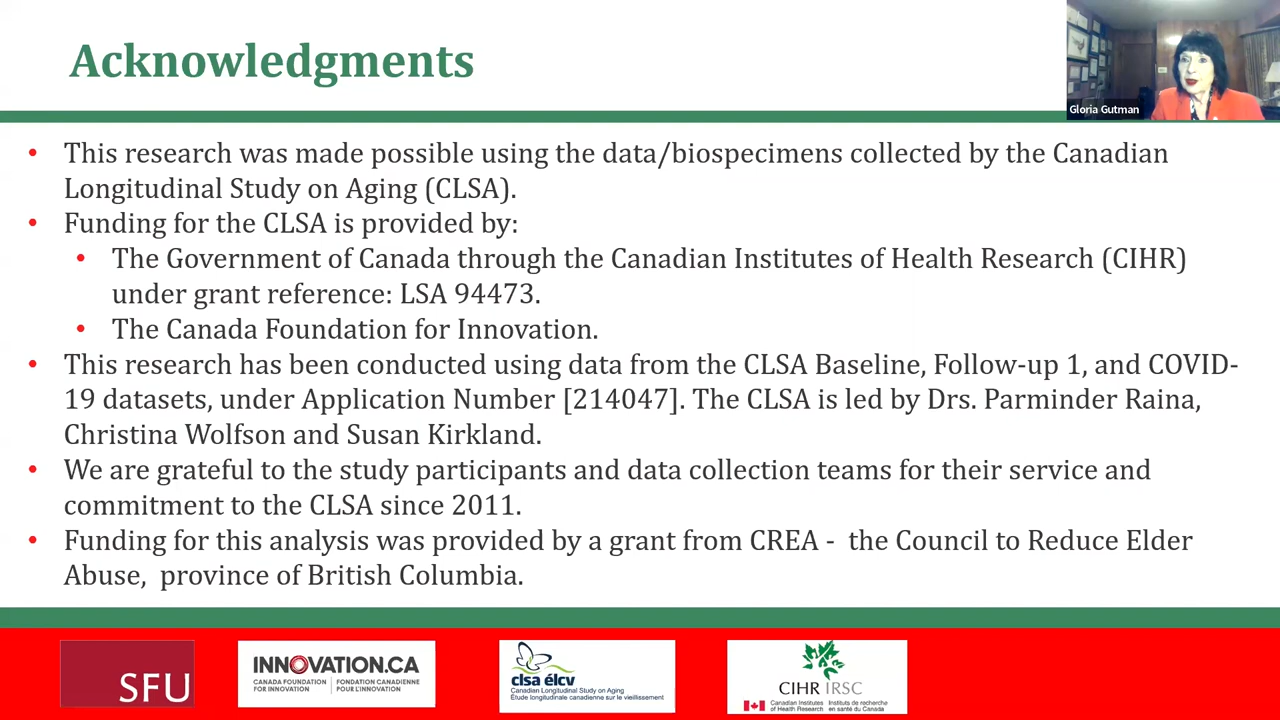 Acknowledgments
Gloria Gutman
• This research was made possible using the data/biospecimens collected by the Canadian
Longitudinal Study on Aging (CLSA).
• Funding for the CLSA is provided by:
• The Government of Canada through the Canadian Institutes of Health Research (CIHR)
under grant reference: LSA 94473.
• The Canada Foundation for Innovation.
• This research has been conducted using data from the CLSA Baseline, Follow-up 1, and COVID-
19 datasets, under Application Number [214047]. The CLSA is led by Drs. Parminder Raina,
Christina Wolfson and Susan Kirkland.
• We are grateful to the study participants and data collection teams for their service and
commitment to the CLSA since 2011.
• Funding for this analysis was provided by a grant from CREA - the Council to Reduce Elder
Abuse, province of British Columbia.
SFU
INNOVATION.CA
CANADA FOUNDATION FOR INNOVATION
FONDATION CANADIENNE POUR L'INNOVATION
clsa élcv
Canadian Longitudinal Study on Aging
Étude longitudinale canadienne sur le vieillissement
CIHR IRSC
Canadian Institutes of Health Research
Instituts de recherche en santé du Canada